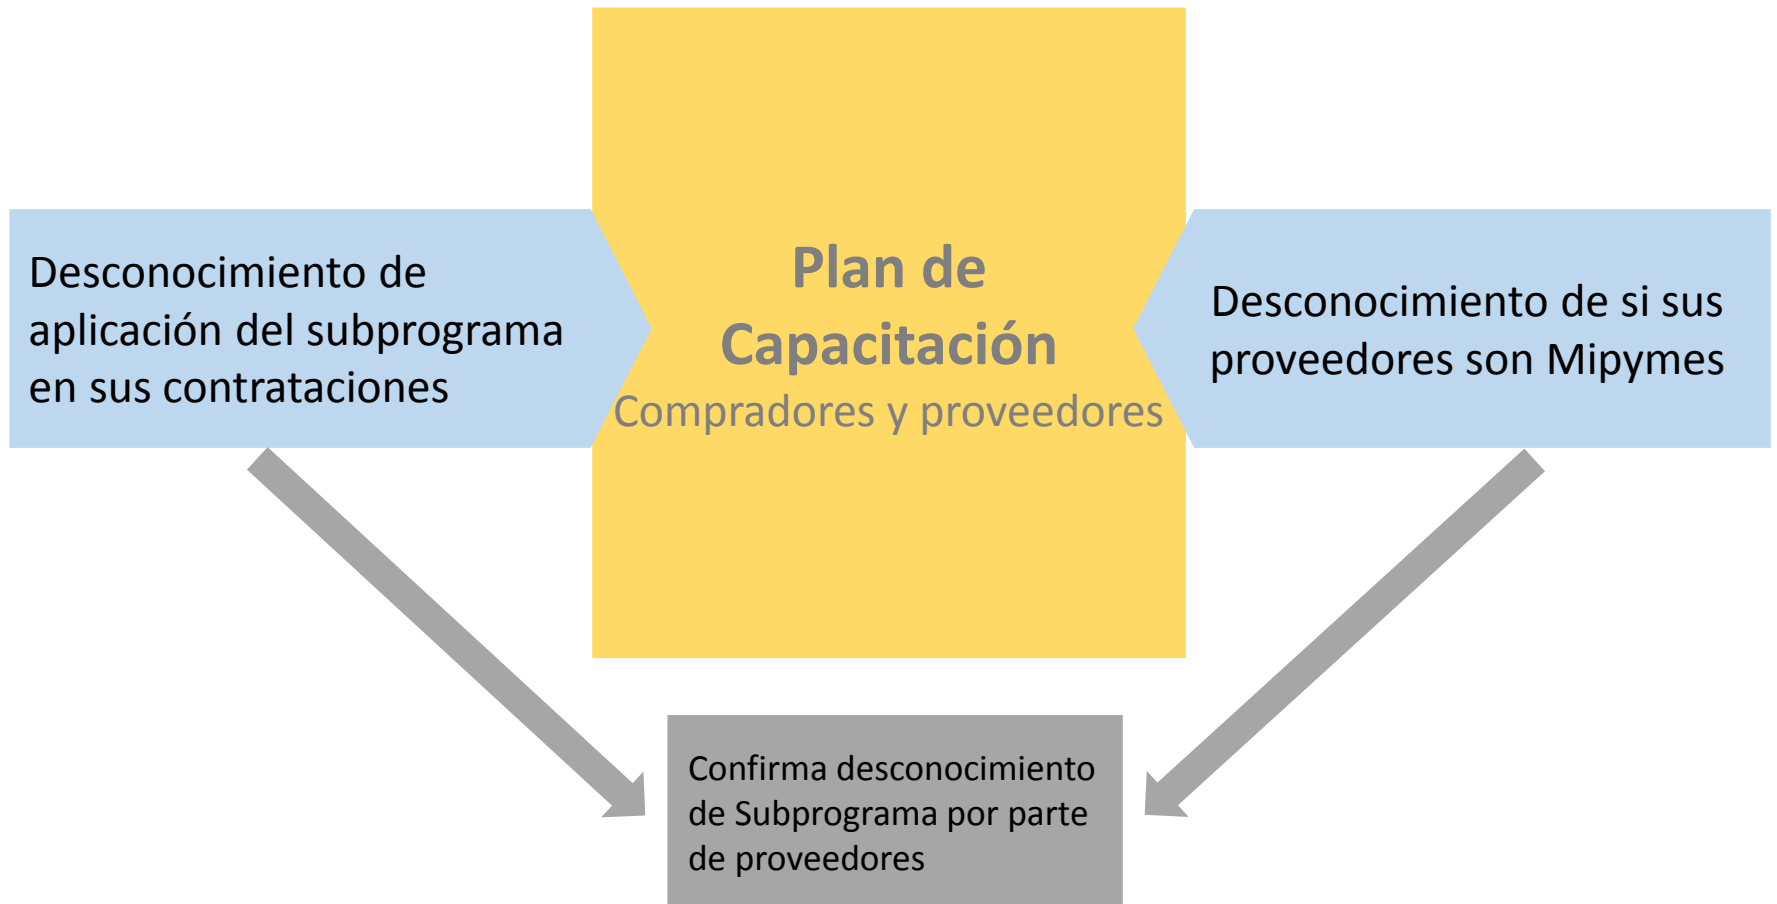 Desconocimiento de
aplicación del subprograma
en sus contrataciones
Plan de
Capacitación
Compradores y proveedores
Desconocimiento de si sus
proveedores son Mipymes
Confirma desconocimiento
de Subprograma por parte
de proveedores